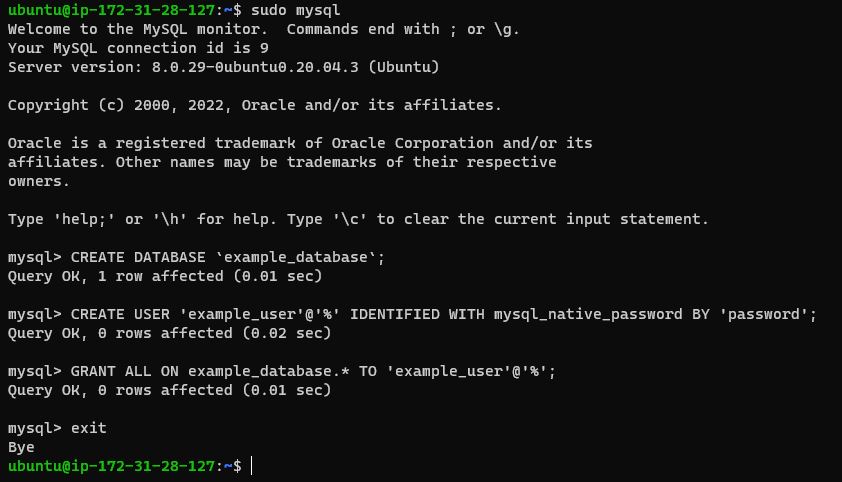 ubuntu@ip-172-31-28-127:~$ sudo mysql
Welcome to the MySQL monitor.  Commands end with ; or \g.
Your MySQL connection id is 9
Server version: 8.0.29-0ubuntu0.20.04.3 (Ubuntu)
Copyright (c) 2000, 2022, Oracle and/or its affiliates.
Oracle is a registered trademark of Oracle Corporation and/or its
affiliates. Other names may be trademarks of their respective
owners.
Type 'help;' or '\h' for help. Type '\c' to clear the current input statement.
mysql> CREATE DATABASE `example_database`;
Query OK, 1 row affected (0.01 sec)
mysql> CREATE USER 'example_user'@'%' IDENTIFIED WITH mysql_native_password BY 'password';
Query OK, 0 rows affected (0.02 sec)
mysql> GRANT ALL ON example_database.* TO 'example_user'@'%';
Query OK, 0 rows affected (0.01 sec)
mysql> exit
Bye
ubuntu@ip-172-31-28-127:~$